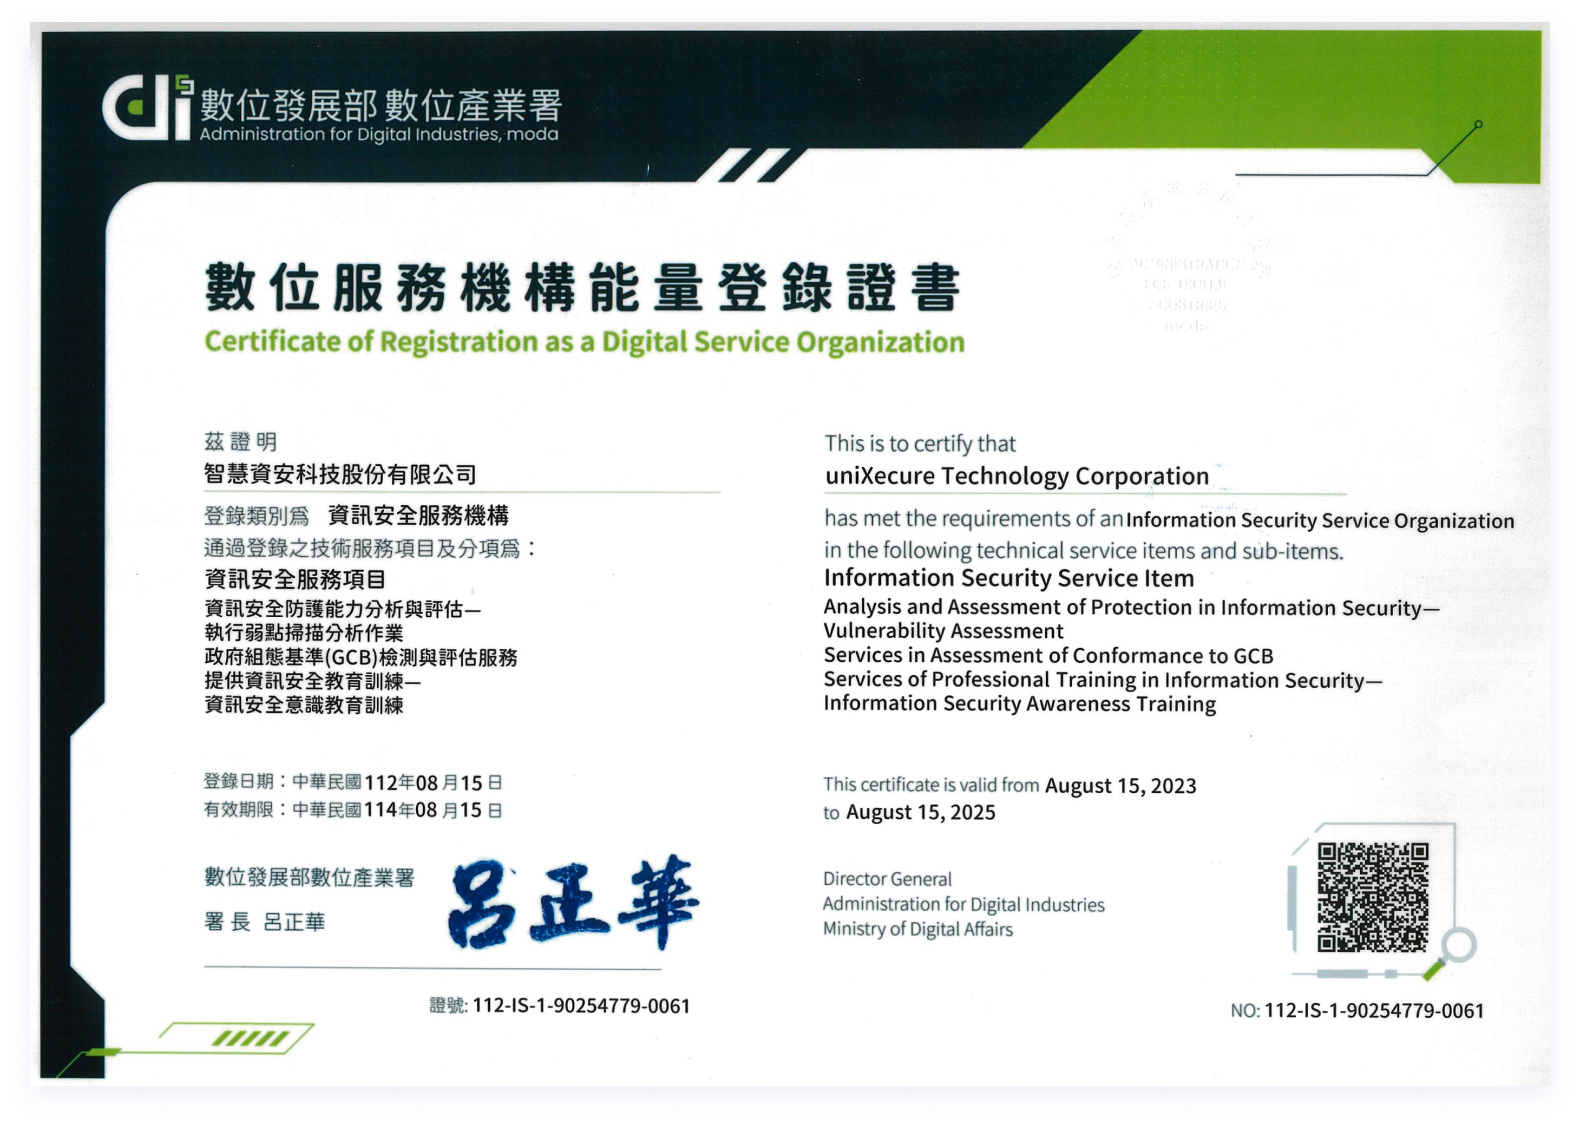 數位發展部 數位產業署
Administration for Digital Industries, moda
ADMINISTRATION
FOR DIGITAL
INDUSTRIES,
moda
數位服務機構能量登錄證書
Certificate of Registration as a Digital Service Organization
茲證明
智慧資安科技股份有限公司
登錄類別為 資訊安全服務機構
通過登錄之技術服務項目及分項為：
資訊安全服務項目
資訊安全防護能力分析與評估—
執行弱點掃描分析作業
政府組態基準(GCB)檢測與評估服務
提供資訊安全教育訓練—
資訊安全意識教育訓練
登錄日期：中華民國112年08月15日
有效期限：中華民國114年08月15日
數位發展部數位產業署
署長 呂正華
呂正華
證號: 112-IS-1-90254779-0061
This is to certify that
uniXecure Technology Corporation
has met the requirements of an Information Security Service Organization
in the following technical service items and sub-items.
Information Security Service Item
Analysis and Assessment of Protection in Information Security—
Vulnerability Assessment
Services in Assessment of Conformance to GCB
Services of Professional Training in Information Security—
Information Security Awareness Training
This certificate is valid from August 15, 2023
to August 15, 2025
Director General
Administration for Digital Industries
Ministry of Digital Affairs
NO: 112-IS-1-90254779-0061